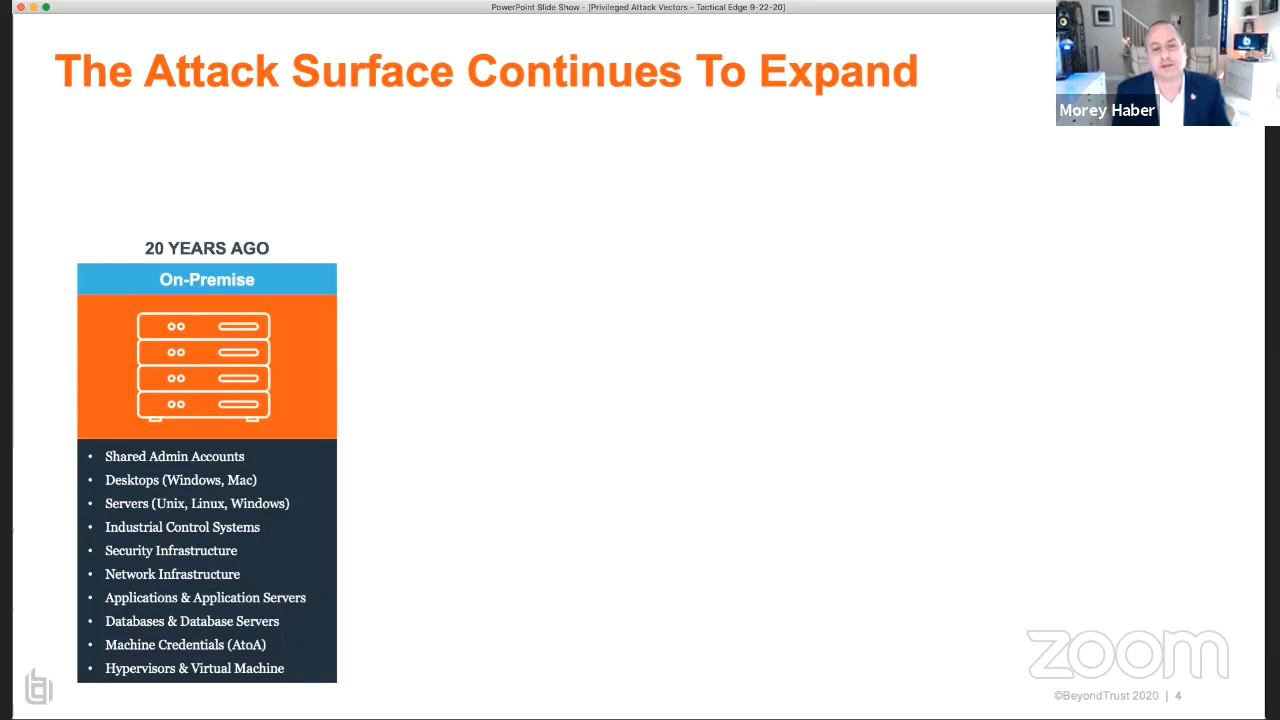 PowerPoint Slide Show - [Privileged Attack Vectors - Tactical Edge 9-22-20]
The Attack Surface Continues To Expand
Morey Haber
20 YEARS AGO
On-Premise
• Shared Admin Accounts
• Desktops (Windows, Mac)
• Servers (Unix, Linux, Windows)
• Industrial Control Systems
• Security Infrastructure
• Network Infrastructure
• Applications & Application Servers
• Databases & Database Servers
• Machine Credentials (AtoA)
• Hypervisors & Virtual Machine
zoom
©BeyondTrust 2020 | 4